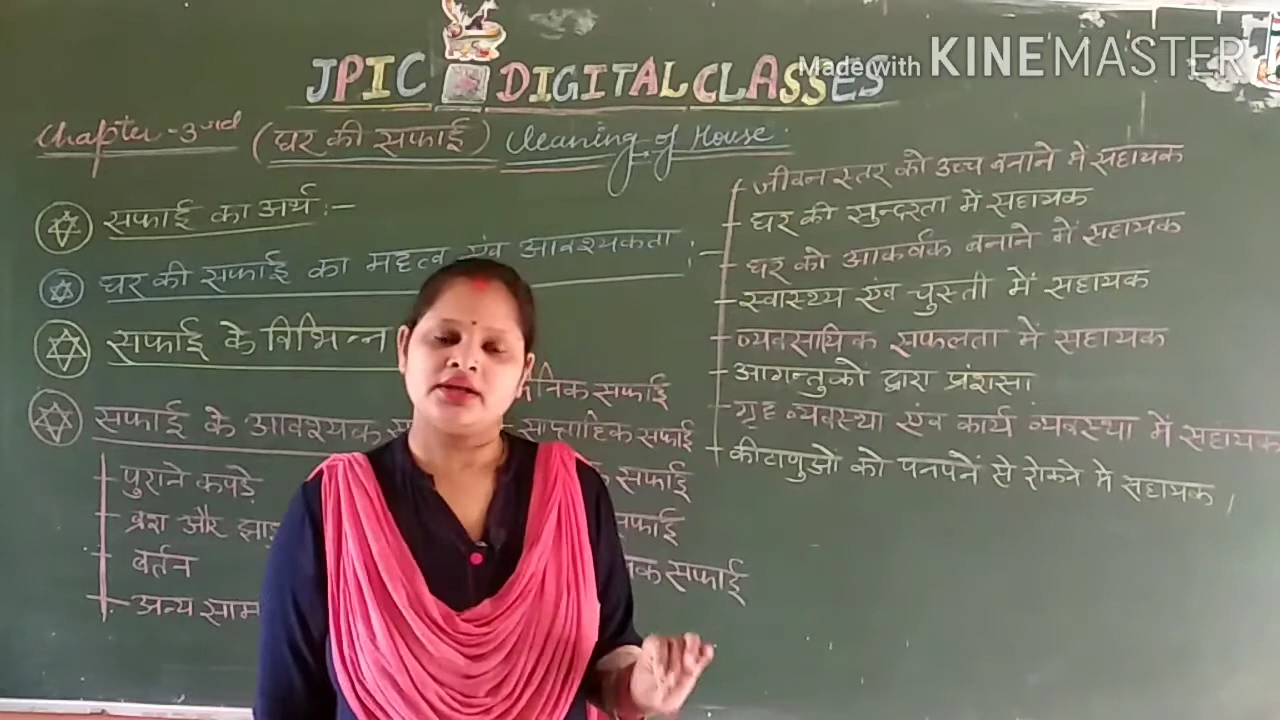 JPIC DIGITAL CLASSES
Made with KINEMASTER
Chapter-3rd (घर की सफाई) Cleaning of House.
सफाई का अर्थ :-
घर की सफाई का महत्व एवं आवश्यकता :-
सफाई के विभिन्न
निक सफाई
सफाई के आवश्यक
साप्ताहिक सफाई
पुराने कपड़े
सफाई
ब्रश और झाड़
सफाई
बर्तन
सफाई
अन्य साम
जीवन स्तर को उच्च बनाने में सहायक
घर की सुन्दरता में सहायक
घर को आकर्षक बनाने में सहायक
स्वास्थ्य एंव चुस्ती में सहायक
व्यवसायिक सफलता में सहायक
आगन्तुको द्वारा प्रंशसा
गृह व्यवस्था एंव कार्य व्यवस्था में सहायक
कीटाणुओ को पनपनें से रोकने मे सहायक।